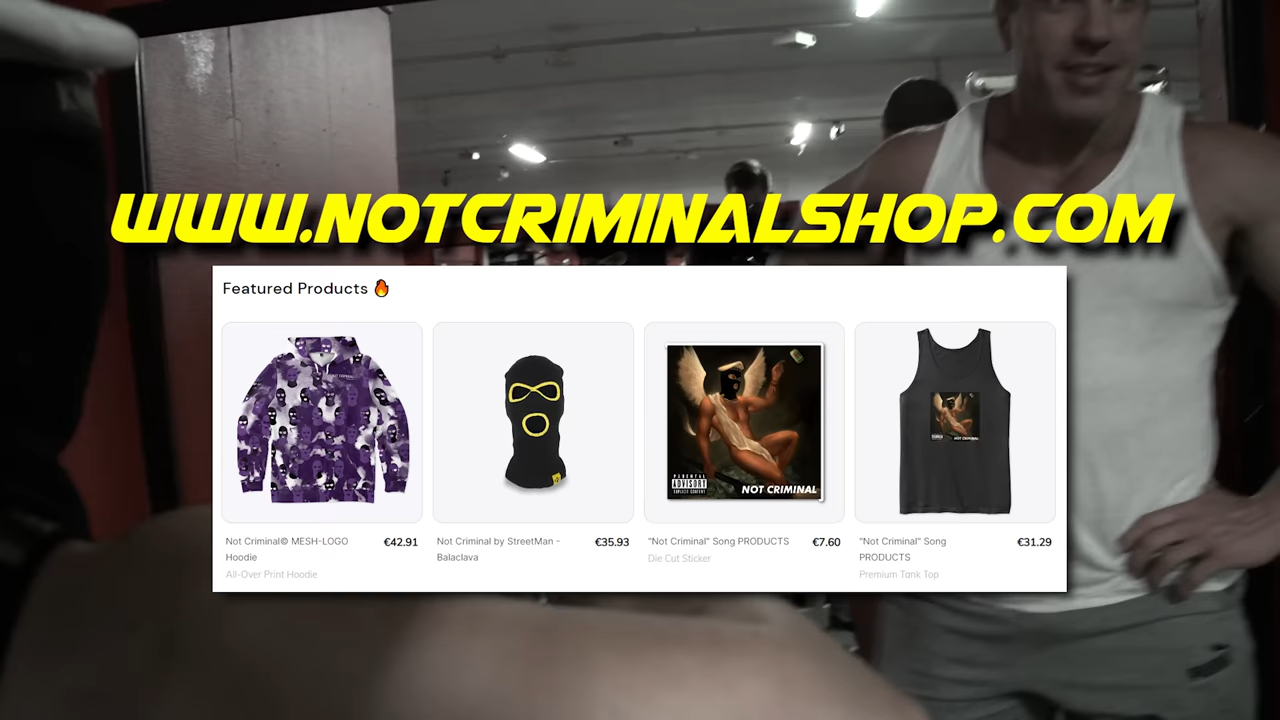 WWW.NOTCRIMINALSHOP.COM
Featured Products 🔥
Not Criminal© MESH-LOGO
Hoodie
€42.91
All-Over Print Hoodie
Not Criminal by StreetMan -
Balaclava
€35.93
PARENTAL
ADVISORY
EXPLICIT CONTENT
NOT CRIMINAL
"Not Criminal" Song PRODUCTS
€7.60
Die Cut Sticker
NOT CRIMINAL
"Not Criminal" Song
PRODUCTS
€31.29
Premium Tank Top